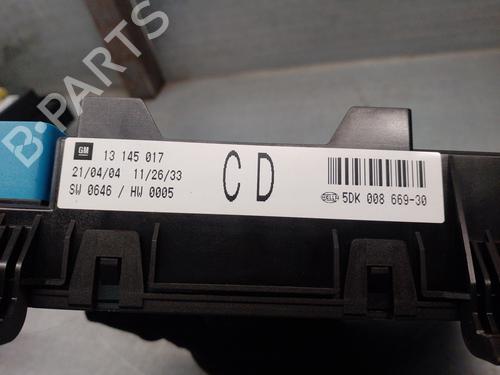 B-PARTS
GM
13 145 017
21/04/04 11/26/33
SW 0646 / HW 0005
CD
HELLA
5DK 008 669-30